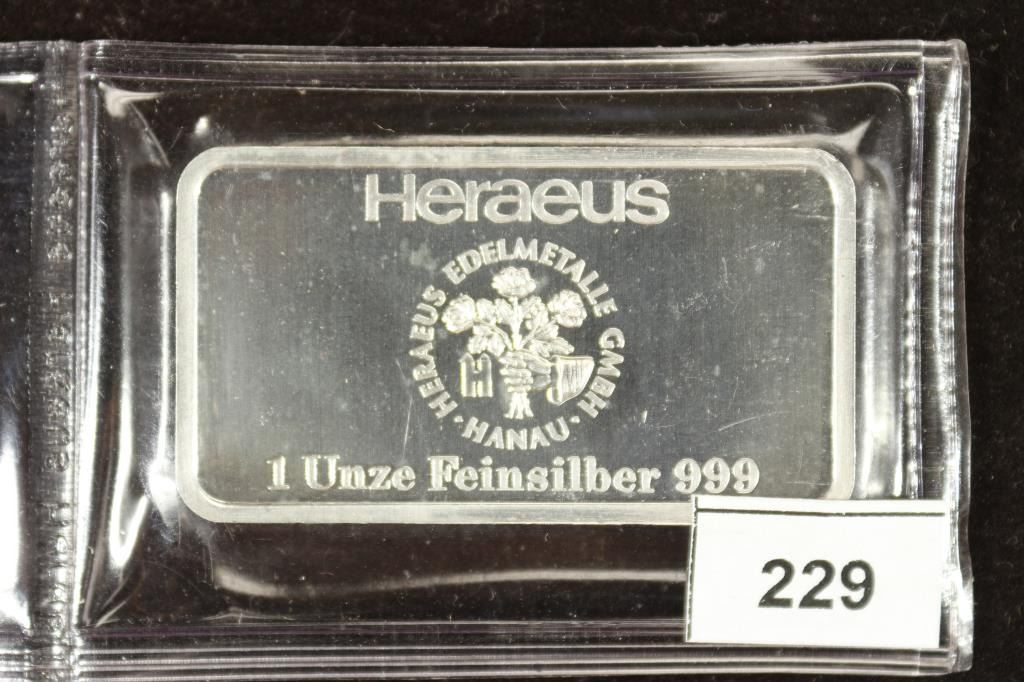 Heraeus
HERAEUS EDELMETALLE GMBH
· HANAU ·
H
1 Unze Feinsilber 999
229